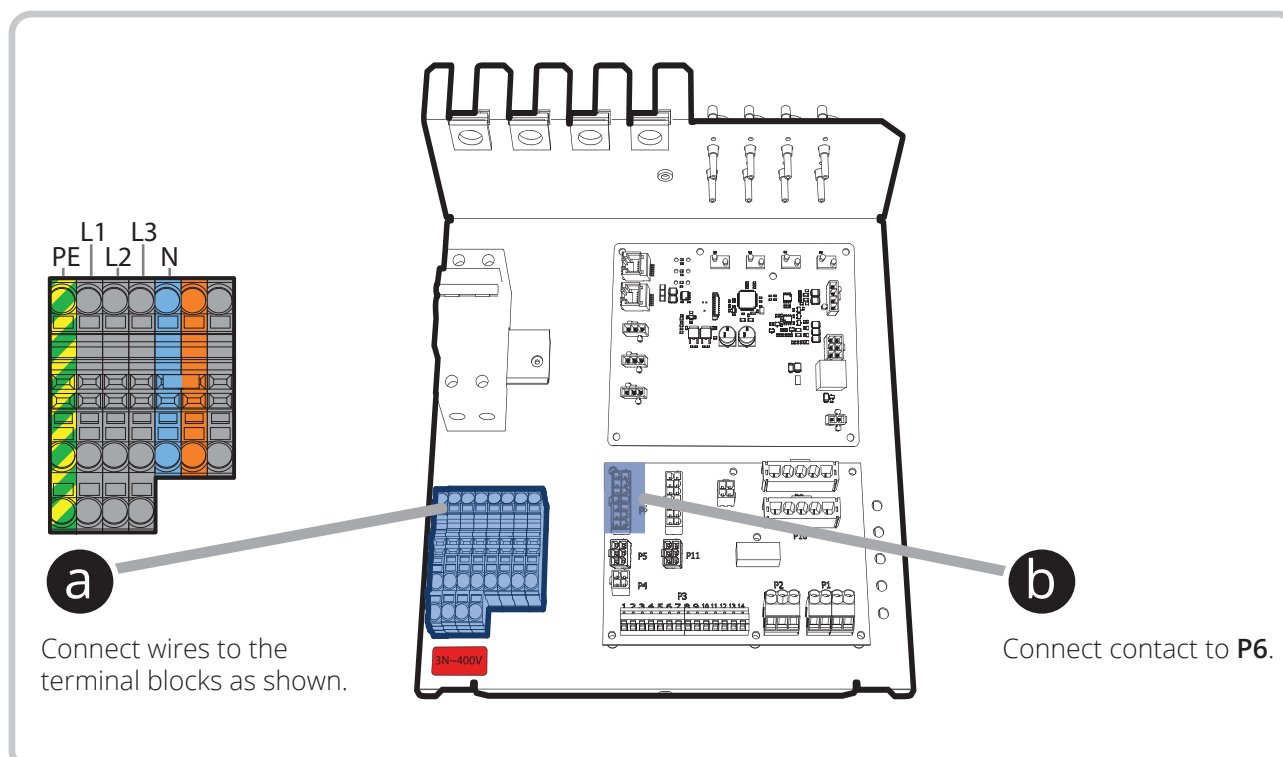 L1 L3
PE L2 N
a
Connect wires to the
terminal blocks as shown.
3N~400V
P5
P11
P4
P3
1 2 3 4 5 6 7 8 9 10 11 12 13 14
P2
P1
b
Connect contact to P6.